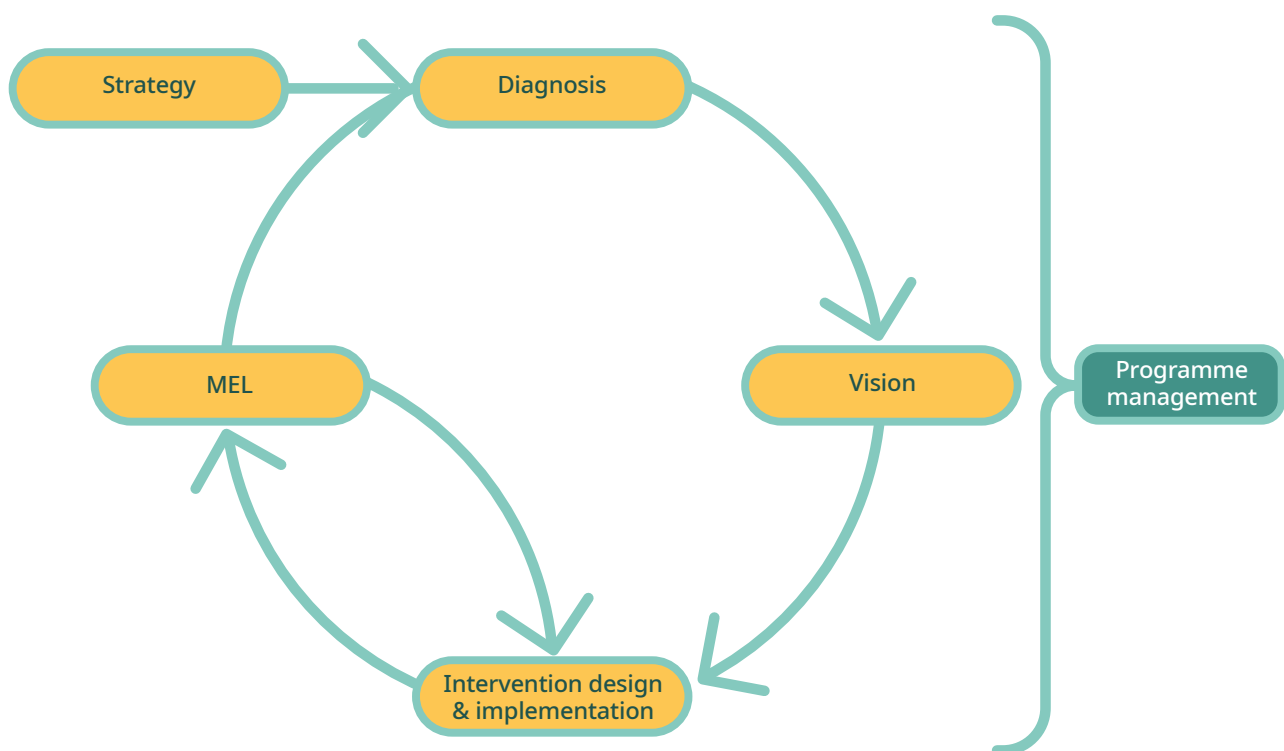 Strategy
Diagnosis
MEL
Vision
Programme
management
Intervention design
& implementation